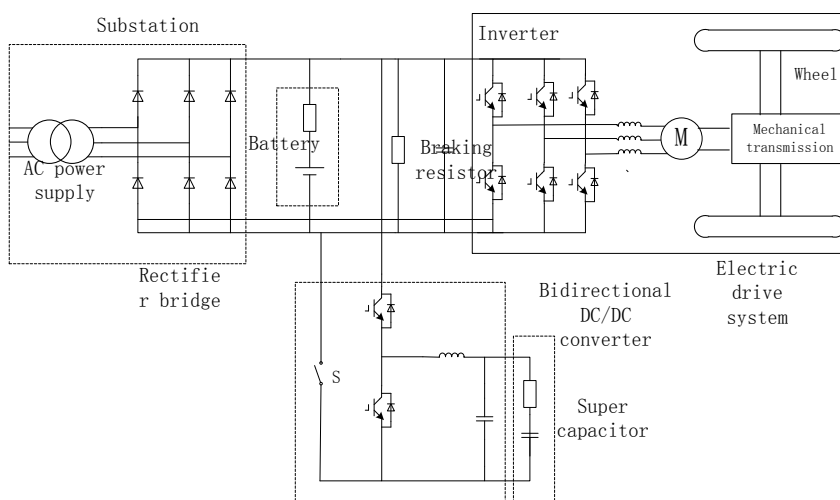 Substation
Inverter
Wheel
Battery
Braking
resistor
M
Mechanical
transmission
AC power
supply
Rectifie
r bridge
Electric
drive
system
Bidirectional
DC/DC
converter
S
Super
capacitor